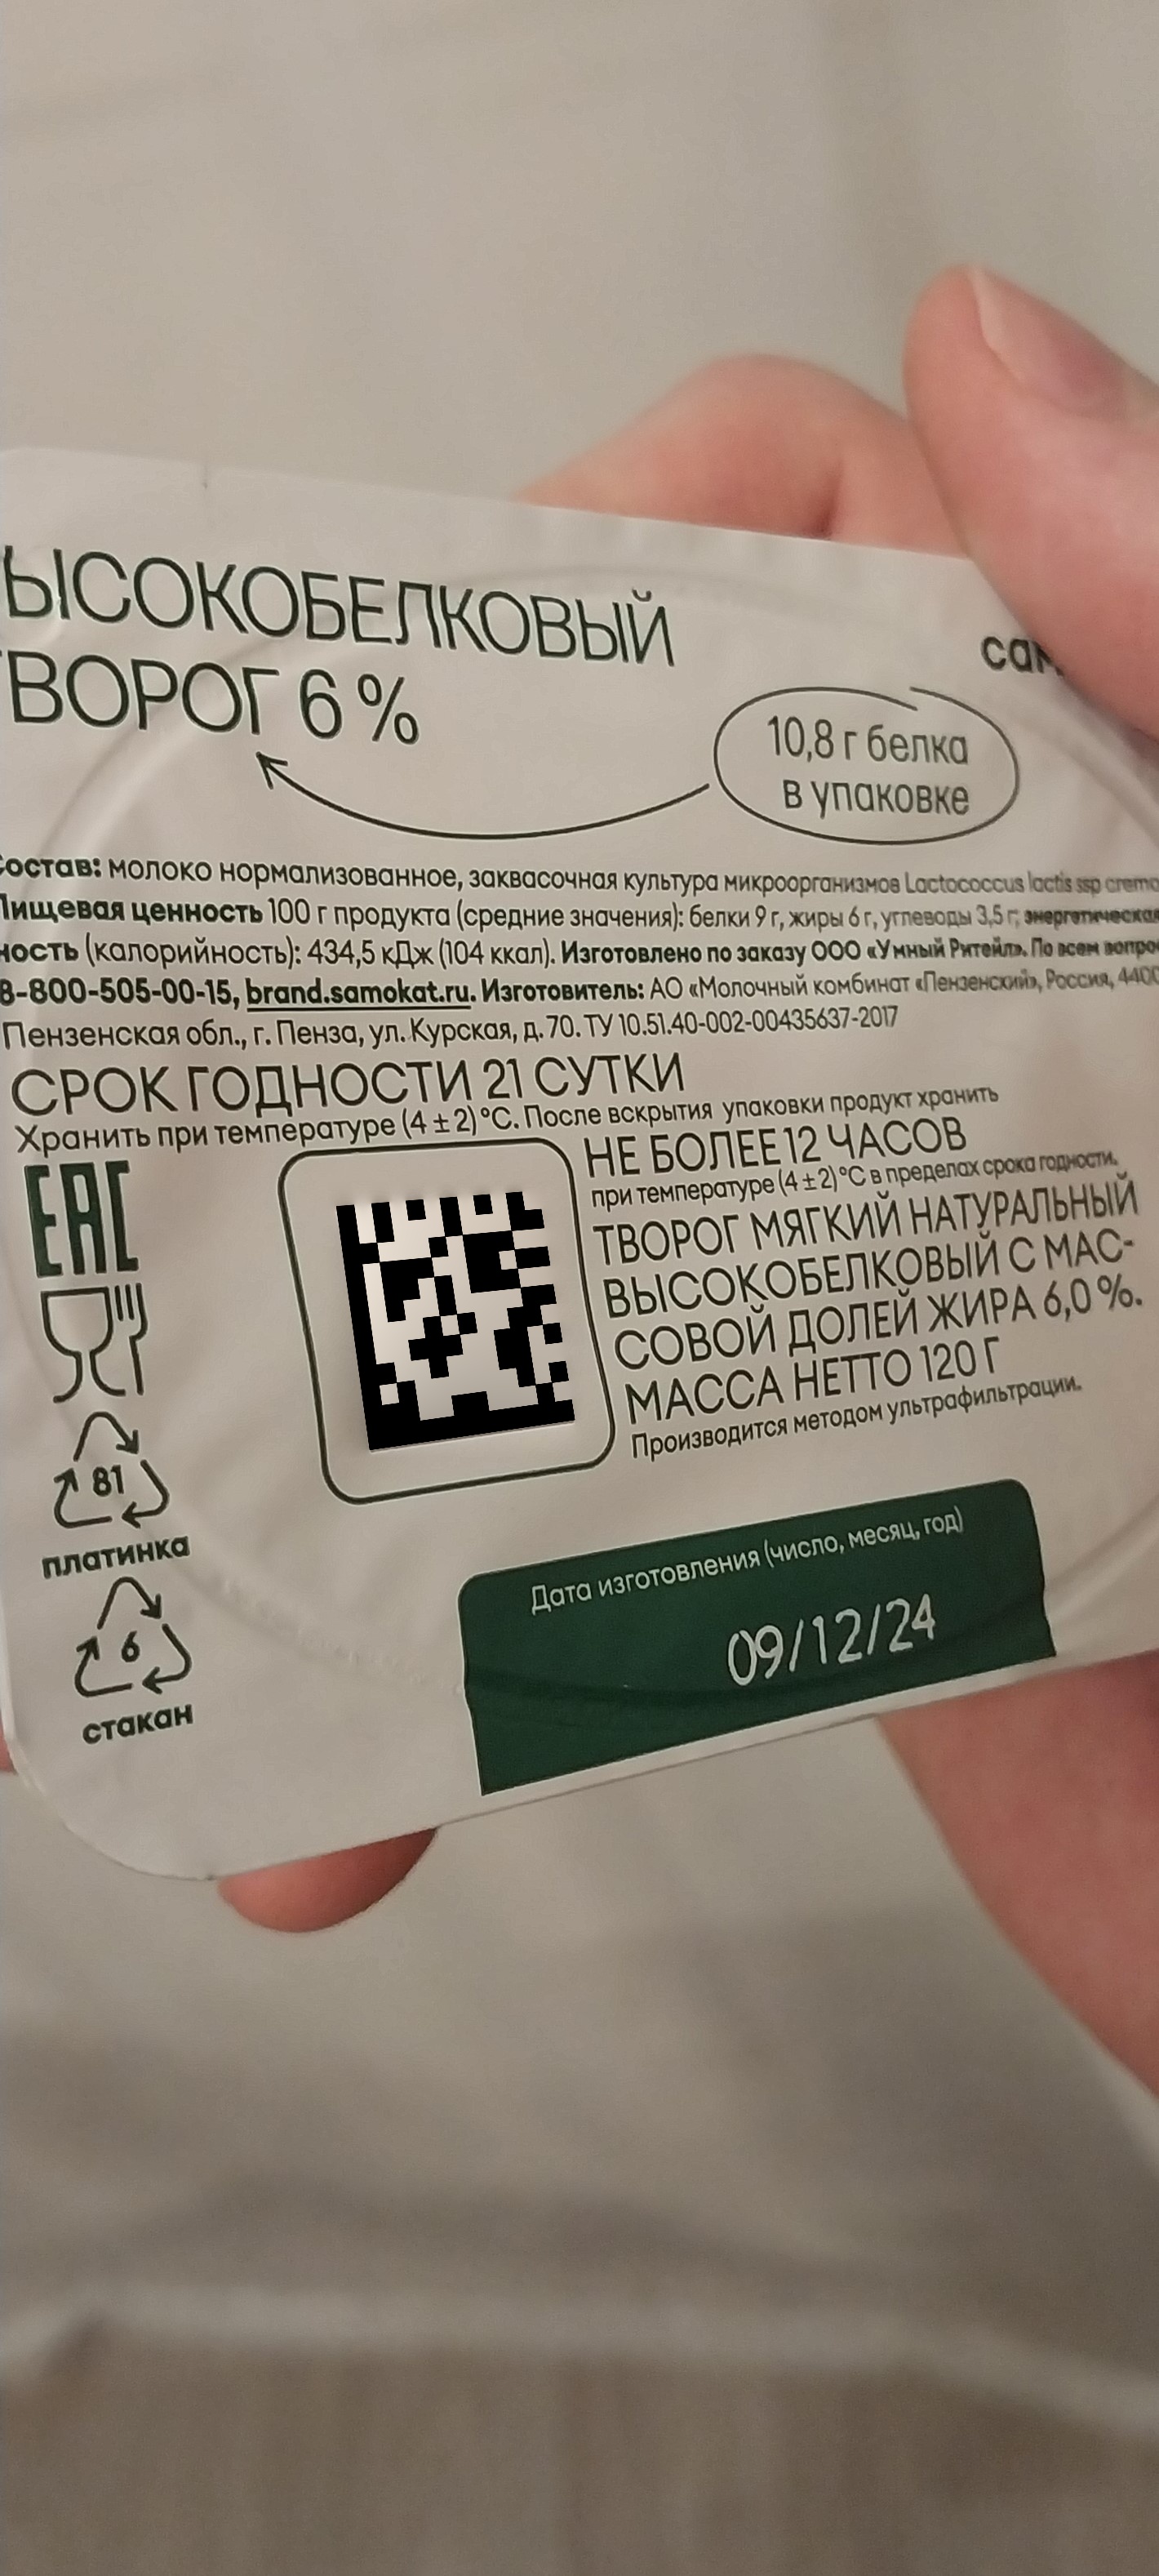 ЫСОКОБЕЛКОВЫЙ
ТВОРОГ 6 %
10,8 г белка
в упаковке
Состав: молоко нормализованное, заквасочная культура микроорганизмов Lactococcus lactis ssp cremo
Пищевая ценность 100 г продукта (средние значения): белки 9 г, жиры 6 г, углеводы 3,5 г; энергетическая
ность (калорийность): 434,5 кДж (104 ккал). Изготовлено по заказу ООО «Умный Ритейл». По всем вопро
8-800-505-00-15, brand.samokat.ru. Изготовитель: АО «Молочный комбинат «Пензенский», Россия, 4400
Пензенская обл., г. Пенза, ул. Курская, д. 70. ТУ 10.51.40-002-00435637-2017
СРОК ГОДНОСТИ 21 СУТКИ
Хранить при температуре (4 ± 2) °С. После вскрытия упаковки продукт хранить
НЕ БОЛЕЕ 12 ЧАСОВ
при температуре (4 ± 2) °С в пределах срока годности.
ТВОРОГ МЯГКИЙ НАТУРАЛЬНЫЙ
ВЫСОКОБЕЛКОВЫЙ С МАС-
СОВОЙ ДОЛЕЙ ЖИРА 6,0 %.
МАССА НЕТТО 120 Г
Производится методом ультрафильтрации.
EAC
81
платинка
6
стакан
Дата изготовления (число, месяц, год)
09/12/24